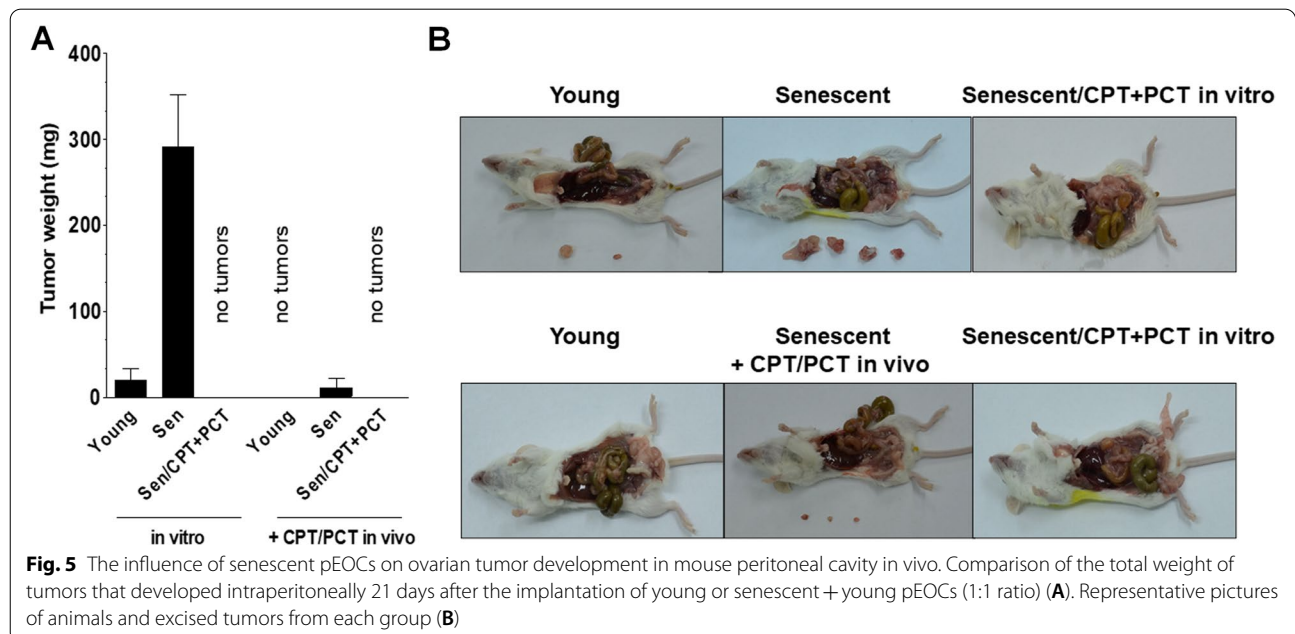 A
Tumor weight (mg)
400
300
200
100
0
no tumors
no tumors
no tumors
Young
Sen
Sen/CPT+PCT
Young
Sen
Sen/CPT+PCT
in vitro
+ CPT/PCT in vivo
B
Young
Senescent
Senescent/CPT+PCT in vitro
Young
Senescent
+ CPT/PCT in vivo
Senescent/CPT+PCT in vitro
Fig. 5 The influence of senescent pEOCs on ovarian tumor development in mouse peritoneal cavity in vivo. Comparison of the total weight of
tumors that developed intraperitoneally 21 days after the implantation of young or senescent + young pEOCs (1:1 ratio) (A). Representative pictures
of animals and excised tumors from each group (B)